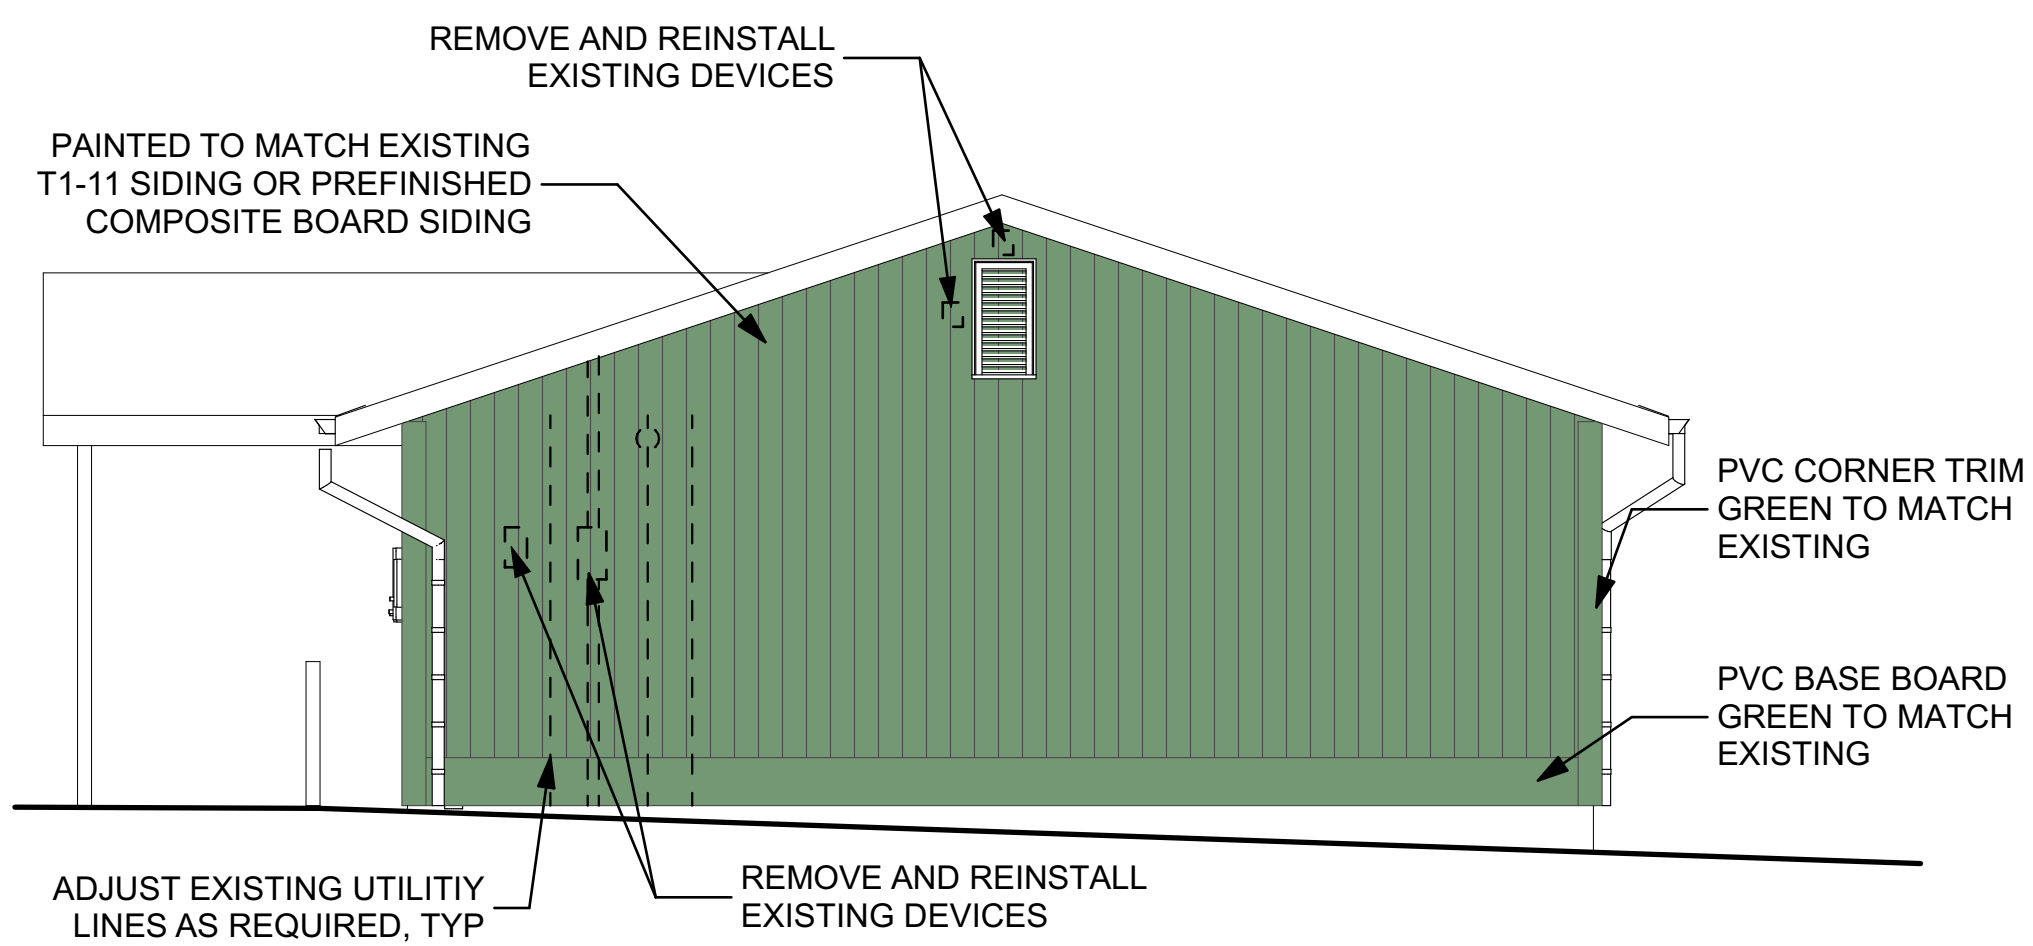 REMOVE AND REINSTALL
EXISTING DEVICES
PAINTED TO MATCH EXISTING
T1-11 SIDING OR PREFINISHED
COMPOSITE BOARD SIDING
PVC CORNER TRIM
GREEN TO MATCH
EXISTING
PVC BASE BOARD
GREEN TO MATCH
EXISTING
ADJUST EXISTING UTILITIY
LINES AS REQUIRED, TYP
REMOVE AND REINSTALL
EXISTING DEVICES